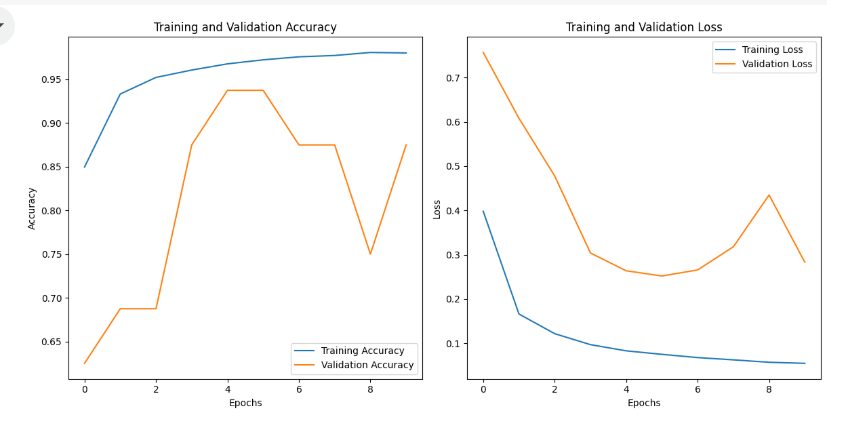 Training and Validation Accuracy
0.95
0.90
0.85
0.80
0.75
0.70
0.65
Accuracy
0 2 4 6 8
Epochs
Training Accuracy
Validation Accuracy
Training and Validation Loss
0.7
0.6
0.5
0.4
0.3
0.2
0.1
Loss
0 2 4 6 8
Epochs
Training Loss
Validation Loss